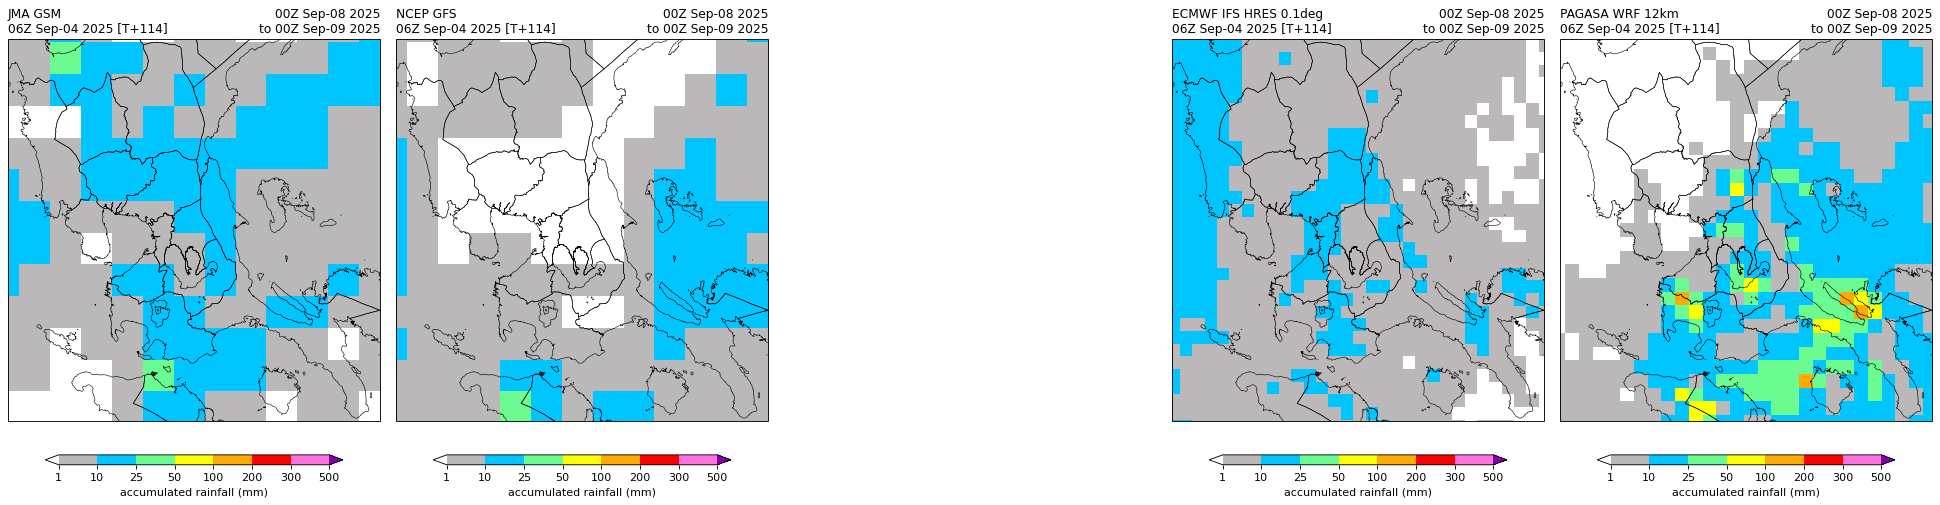 JMA GSM 00Z Sep-08 2025
06Z Sep-04 2025 [T+114] to 00Z Sep-09 2025
1 10 25 50 100 200 300 500
accumulated rainfall (mm)
NCEP GFS 00Z Sep-08 2025
06Z Sep-04 2025 [T+114] to 00Z Sep-09 2025
1 10 25 50 100 200 300 500
accumulated rainfall (mm)
ECMWF IFS HRES 0.1deg 00Z Sep-08 2025
06Z Sep-04 2025 [T+114] to 00Z Sep-09 2025
1 10 25 50 100 200 300 500
accumulated rainfall (mm)
PAGASA WRF 12km 00Z Sep-08 2025
06Z Sep-04 2025 [T+114] to 00Z Sep-09 2025
1 10 25 50 100 200 300 500
accumulated rainfall (mm)